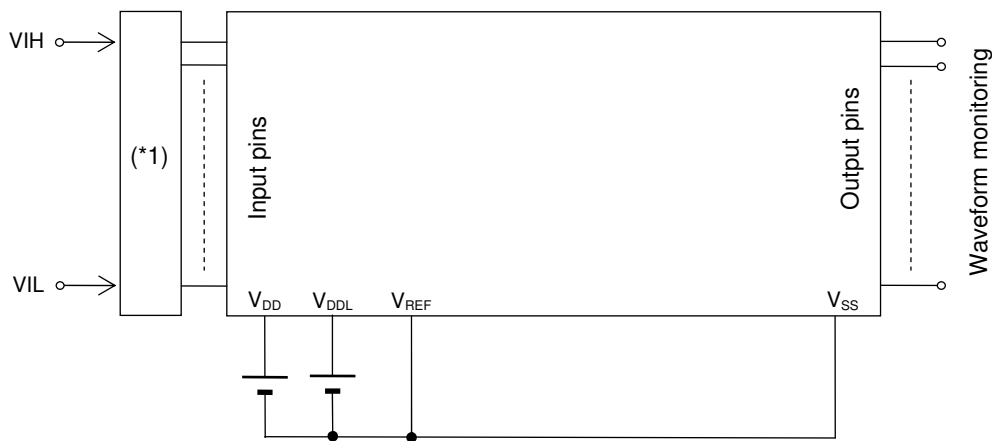 VIH
(*1)
VIL
Input pins
Output pins
Waveform monitoring
VDD
VDDL
VREF
VSS